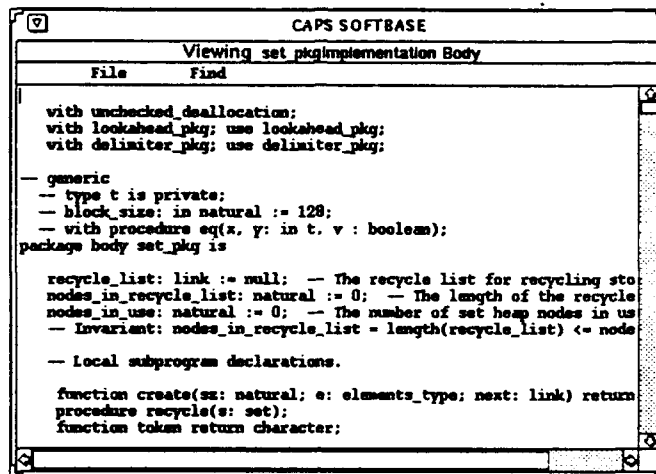 CAPS SOFTBASE
Viewing set_pkgImplementation Body
File Find
with unchecked_deallocation;
with lookahead_pkg; use lookahead_pkg;
with delimiter_pkg; use delimiter_pkg;
-- generic
-- type t is private;
-- block_size: in natural := 128;
-- with procedure eq(x, y: in t, v : boolean);
package body set_pkg is
recycle_list: link := null; -- The recycle list for recycling sto
nodes_in_recycle_list: natural := 0; -- The length of the recycle
nodes_in_use: natural := 0; -- The number of set heap nodes in us
-- Invariant: nodes_in_recycle_list = length(recycle_list) <= node
-- Local subprogram declarations.
function create(sz: natural; e: elements_type; next: link) return
procedure recycle(s: set);
function token return character;